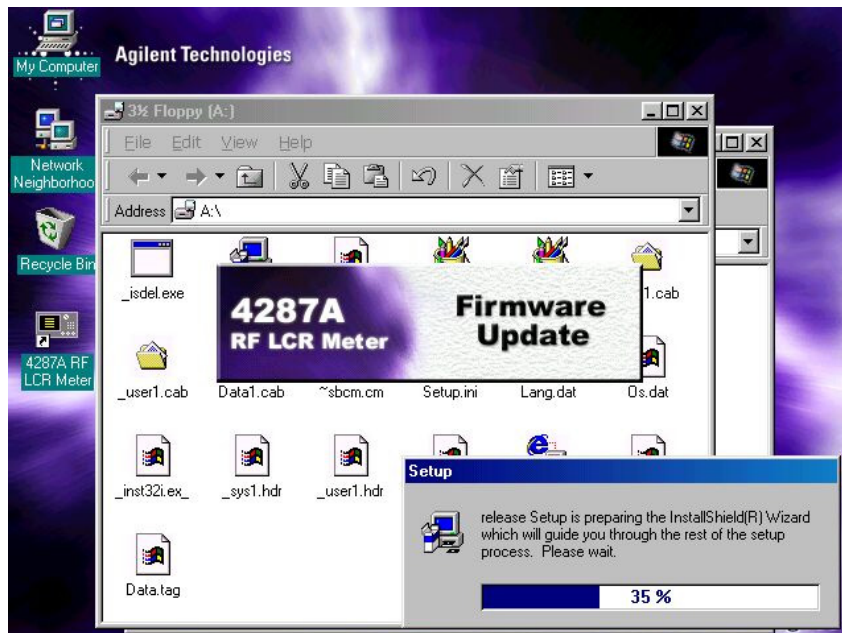 My Computer
Agilent Technologies
Network
Neighborhoo
Recycle Bin
4287A RF
LCR Meter
3½ Floppy (A:)
File Edit View Help
Address A:\
_isdel.exe
1.cab
4287A
RF LCR Meter
Firmware
Update
_user1.cab Data1.cab ~sbcm.cm Setup.ini Lang.dat Os.dat
_inst32i.ex_ _sys1.hdr _user1.hdr
Data.tag
Setup
release Setup is preparing the InstallShield(R) Wizard
which will guide you through the rest of the setup
process. Please wait.
35 %